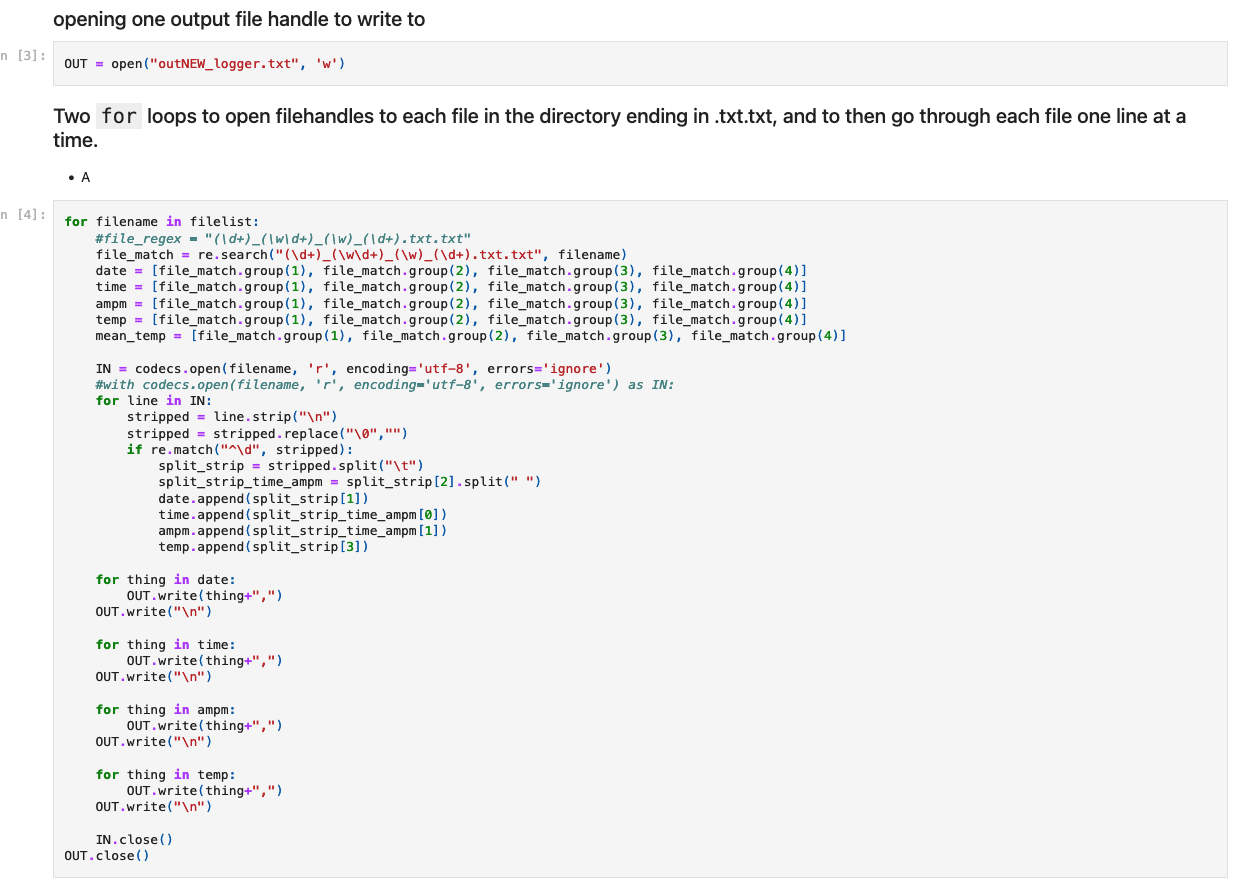 opening one output file handle to write to
n [3]:
OUT = open("outNEW_logger.txt", 'w')
Two for loops to open filehandles to each file in the directory ending in .txt.txt, and to then go through each file one line at a
time.
• A
n [4]:
for filename in filelist:
    #file_regex = "(\d+)_(\w\d+)_(\w)_(\d+).txt.txt"
    file_match = re.search("(\d+)_(\w\d+)_(\w)_(\d+).txt.txt", filename)
    date = [file_match.group(1), file_match.group(2), file_match.group(3), file_match.group(4)]
    time = [file_match.group(1), file_match.group(2), file_match.group(3), file_match.group(4)]
    ampm = [file_match.group(1), file_match.group(2), file_match.group(3), file_match.group(4)]
    temp = [file_match.group(1), file_match.group(2), file_match.group(3), file_match.group(4)]
    mean_temp = [file_match.group(1), file_match.group(2), file_match.group(3), file_match.group(4)]

    IN = codecs.open(filename, 'r', encoding='utf-8', errors='ignore')
    #with codecs.open(filename, 'r', encoding='utf-8', errors='ignore') as IN:
    for line in IN:
        stripped = line.strip("\n")
        stripped = stripped.replace("\0","")
        if re.match("^\d", stripped):
            split_strip = stripped.split("\t")
            split_strip_time_ampm = split_strip[2].split(" ")
            date.append(split_strip[1])
            time.append(split_strip_time_ampm[0])
            ampm.append(split_strip_time_ampm[1])
            temp.append(split_strip[3])

    for thing in date:
        OUT.write(thing+",")
    OUT.write("\n")

    for thing in time:
        OUT.write(thing+",")
    OUT.write("\n")

    for thing in ampm:
        OUT.write(thing+",")
    OUT.write("\n")

    for thing in temp:
        OUT.write(thing+",")
    OUT.write("\n")

    IN.close()
OUT.close()